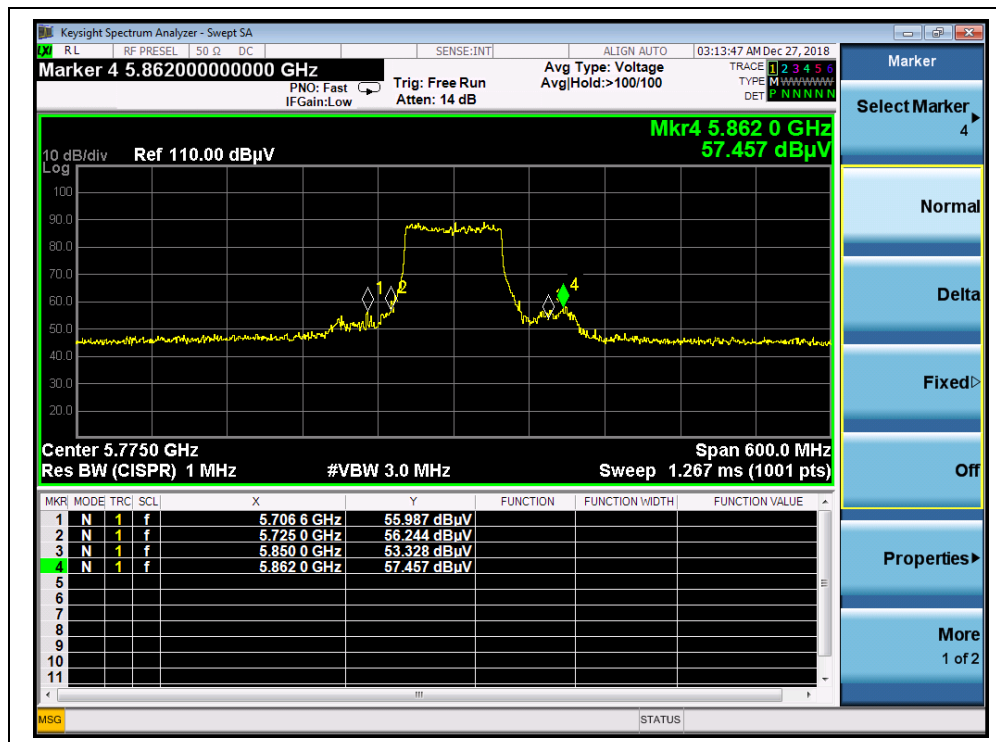 Keysight Spectrum Analyzer - Swept SA
LXI RL RF PRESEL 50 Ω DC SENSE:INT ALIGN AUTO 03:13:47 AM Dec 27, 2018
Marker 4 5.862000000000 GHz
PNO: Fast
IFGain:Low
Trig: Free Run
Atten: 14 dB
Avg Type: Voltage
Avg|Hold:>100/100
TRACE 1 2 3 4 5 6
TYPE M WWWWW
DET P N N N N N
Mkr4 5.862 0 GHz
57.457 dBµV
10 dB/div Ref 110.00 dBµV
Log
100
90.0
80.0
70.0
60.0
50.0
40.0
30.0
20.0
1 2 4
Center 5.7750 GHz Span 600.0 MHz
Res BW (CISPR) 1 MHz #VBW 3.0 MHz Sweep 1.267 ms (1001 pts)
MKR MODE TRC SCL X Y FUNCTION FUNCTION WIDTH FUNCTION VALUE
1 N 1 f 5.706 6 GHz 55.987 dBµV
2 N 1 f 5.725 0 GHz 56.244 dBµV
3 N 1 f 5.850 0 GHz 53.328 dBµV
4 N 1 f 5.862 0 GHz 57.457 dBµV
5
6
7
8
9
10
11
MSG STATUS
Marker
Select Marker
4
Normal
Delta
Fixed
Off
Properties
More
1 of 2